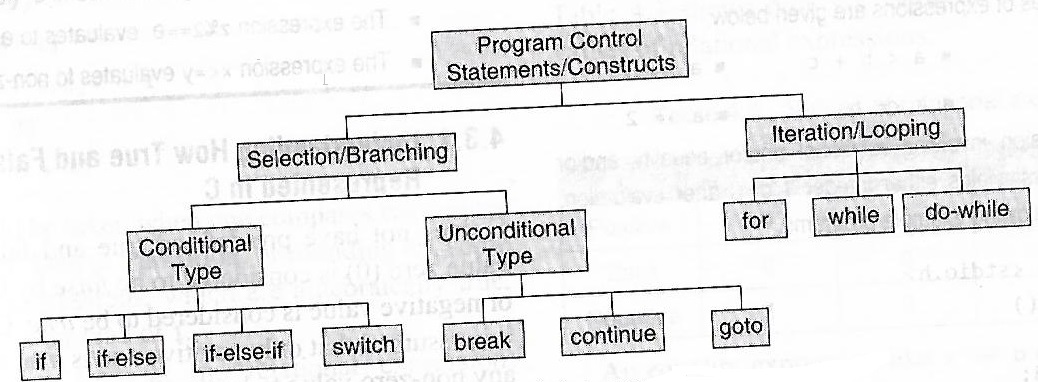 Program Control
Statements/Constructs
Selection/Branching
Iteration/Looping
Conditional
Type
Unconditional
Type
for
while
do-while
if
if-else
if-else-if
switch
break
continue
goto